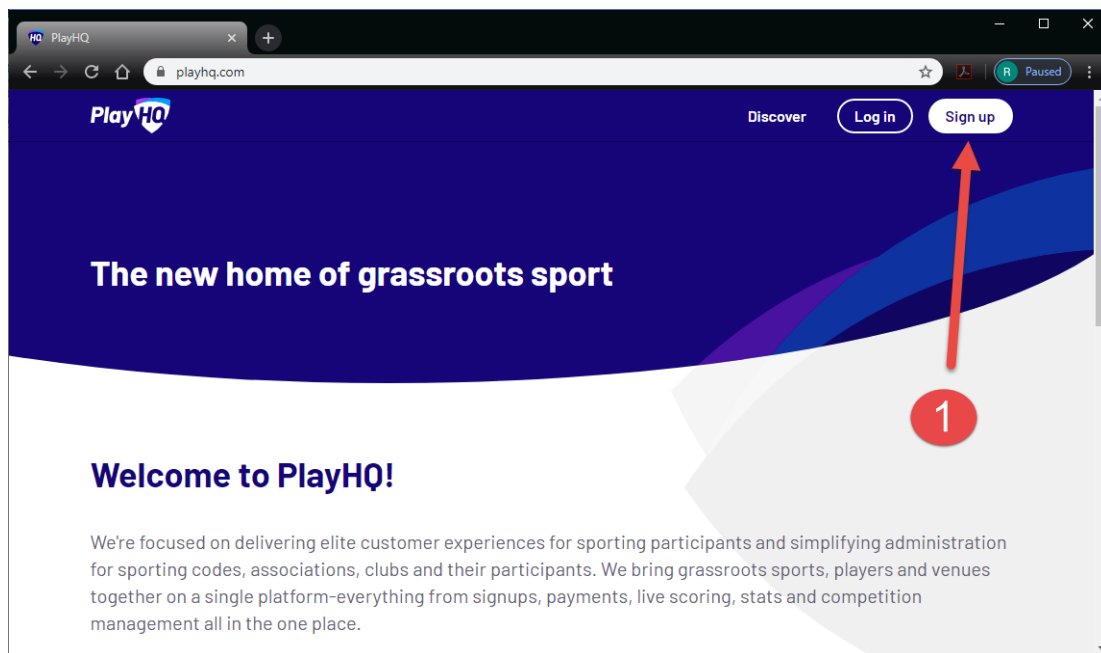 PlayHQ
playhq.com
R Paused
PlayHQ
Discover
Log in
Sign up
The new home of grassroots sport
1
Welcome to PlayHQ!
We're focused on delivering elite customer experiences for sporting participants and simplifying administration
for sporting codes, associations, clubs and their participants. We bring grassroots sports, players and venues
together on a single platform-everything from signups, payments, live scoring, stats and competition
management all in the one place.